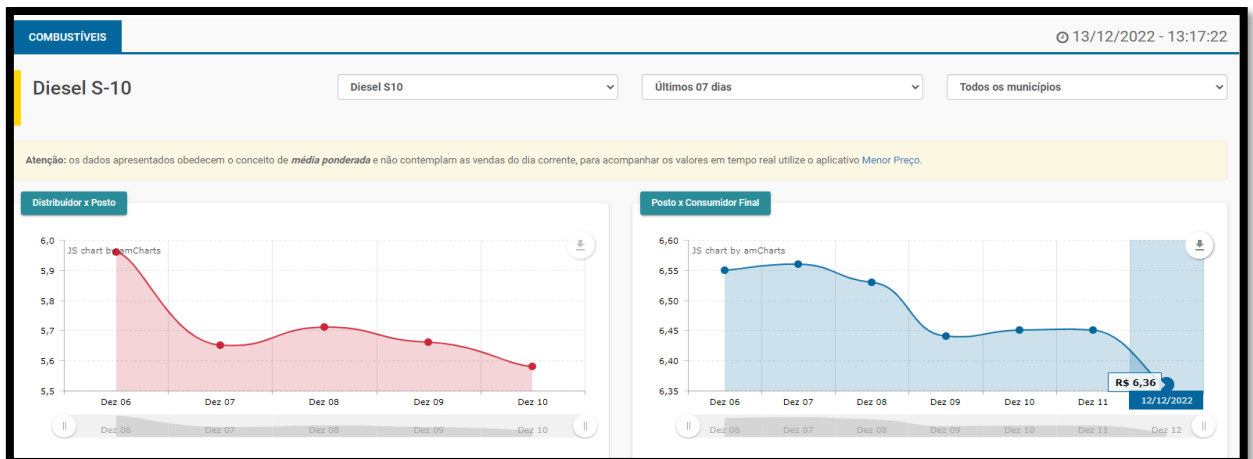 COMBUSTÍVEIS
13/12/2022 - 13:17:22
Diesel S-10
Diesel S10
Últimos 07 dias
Todos os municípios
Atenção: os dados apresentados obedecem o conceito de média ponderada e não contemplam as vendas do dia corrente, para acompanhar os valores em tempo real utilize o aplicativo Menor Preço.
Distribuidor x Posto
JS chart by amCharts
6,0
5,9
5,8
5,7
5,6
5,5
Dez 06 Dez 07 Dez 08 Dez 09 Dez 10
Dez 06 Dez 07 Dez 08 Dez 09 Dez 10
Posto x Consumidor Final
JS chart by amCharts
6,60
6,55
6,50
6,45
6,40
6,35
R$ 6,36
Dez 06 Dez 07 Dez 08 Dez 09 Dez 10 Dez 11 12/12/2022
Dez 06 Dez 07 Dez 08 Dez 09 Dez 10 Dez 11 Dez 12